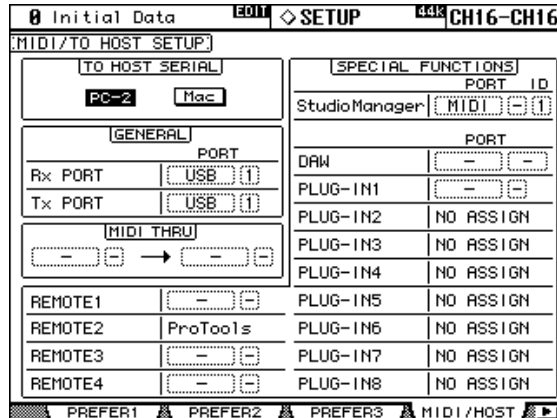 0 Initial Data EDIT ◇SETUP 44k CH16-CH16
MIDI/TO HOST SETUP
TO HOST SERIAL
PC-2 Mac
GENERAL
PORT
Rx PORT USB 1
Tx PORT USB 1
MIDI THRU
- - → - -
REMOTE1 - -
REMOTE2 ProTools
REMOTE3 - -
REMOTE4 - -
SPECIAL FUNCTIONS
PORT ID
StudioManager MIDI - 1
PORT
DAW - -
PLUG-IN1 - -
PLUG-IN2 NO ASSIGN
PLUG-IN3 NO ASSIGN
PLUG-IN4 NO ASSIGN
PLUG-IN5 NO ASSIGN
PLUG-IN6 NO ASSIGN
PLUG-IN7 NO ASSIGN
PLUG-IN8 NO ASSIGN
PREFER1 PREFER2 PREFER3 MIDI/HOST